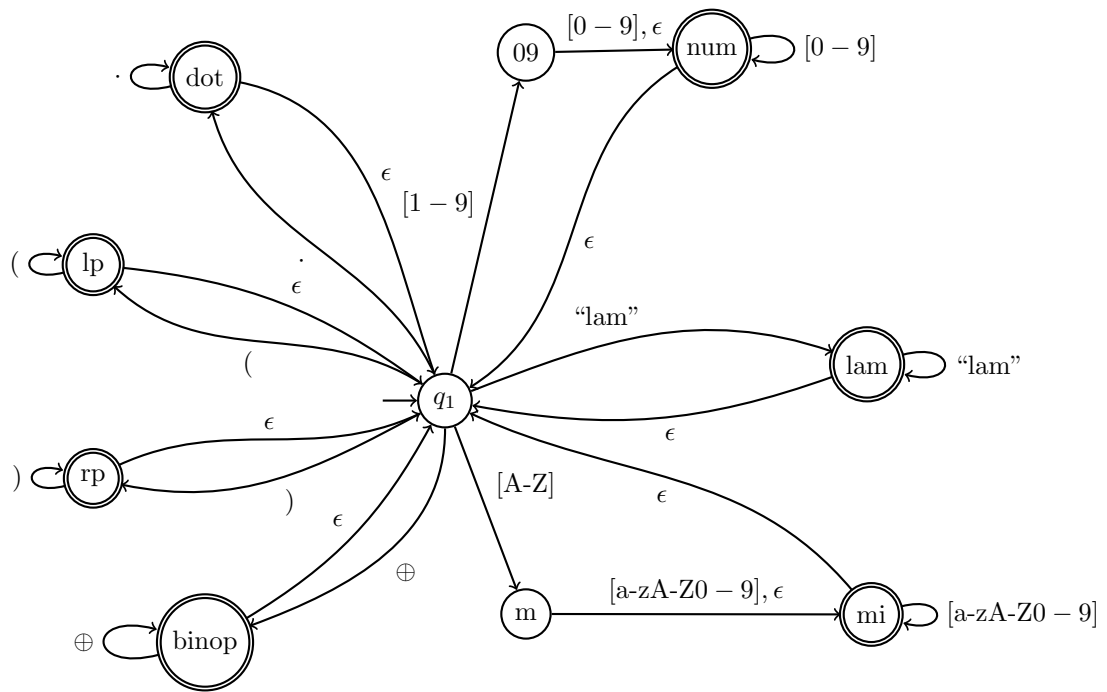 [0 − 9], ϵ
09
num
[0 − 9]
dot
·
ϵ
[1 − 9]
ϵ
(
lp
·
ϵ
(
“lam”
lam
“lam”
q1
ϵ
ϵ
)
rp
[A-Z]
ϵ
)
ϵ
⊕
[a-zA-Z0 − 9], ϵ
m
mi
[a-zA-Z0 − 9]
⊕
binop